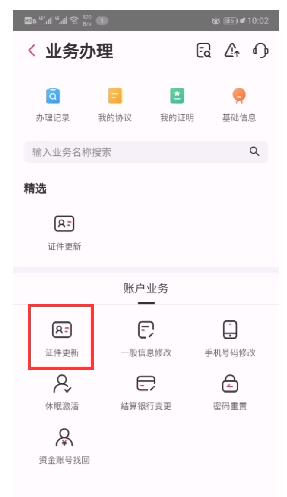 10:02
业务办理
办理记录 我的协议 我的证明 基础信息
输入业务名称搜索
精选
证件更新
账户业务
证件更新 一般信息修改 手机号码修改
休眠激活 结算银行变更 密码重置
资金账号找回